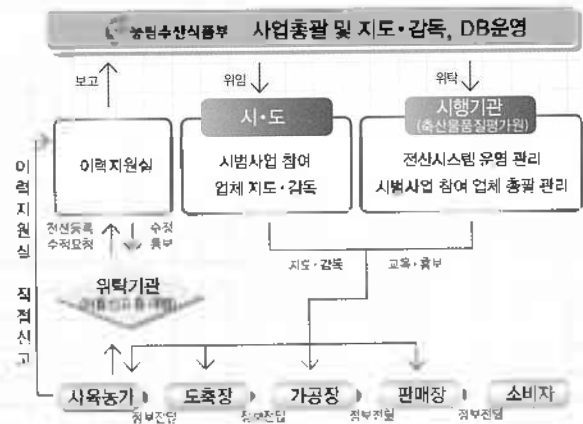 농림수산식품부 사업총괄 및 지도·감독, DB운영
보고
위임
위탁
이력지원실
시·도
시범사업 참여
업체 지도·감독
시행기관
(축산물품질평가원)
전산시스템 운영 관리
시범사업 참여 업체 총괄 관리
이력지원실 직접신고
전산등록
수정요청
수정
통보
지도·감독
교육·홍보
위탁기관
사육농가
도축장
가공장
판매장
소비자
정보전달
정보전달
정보전달
정보전달